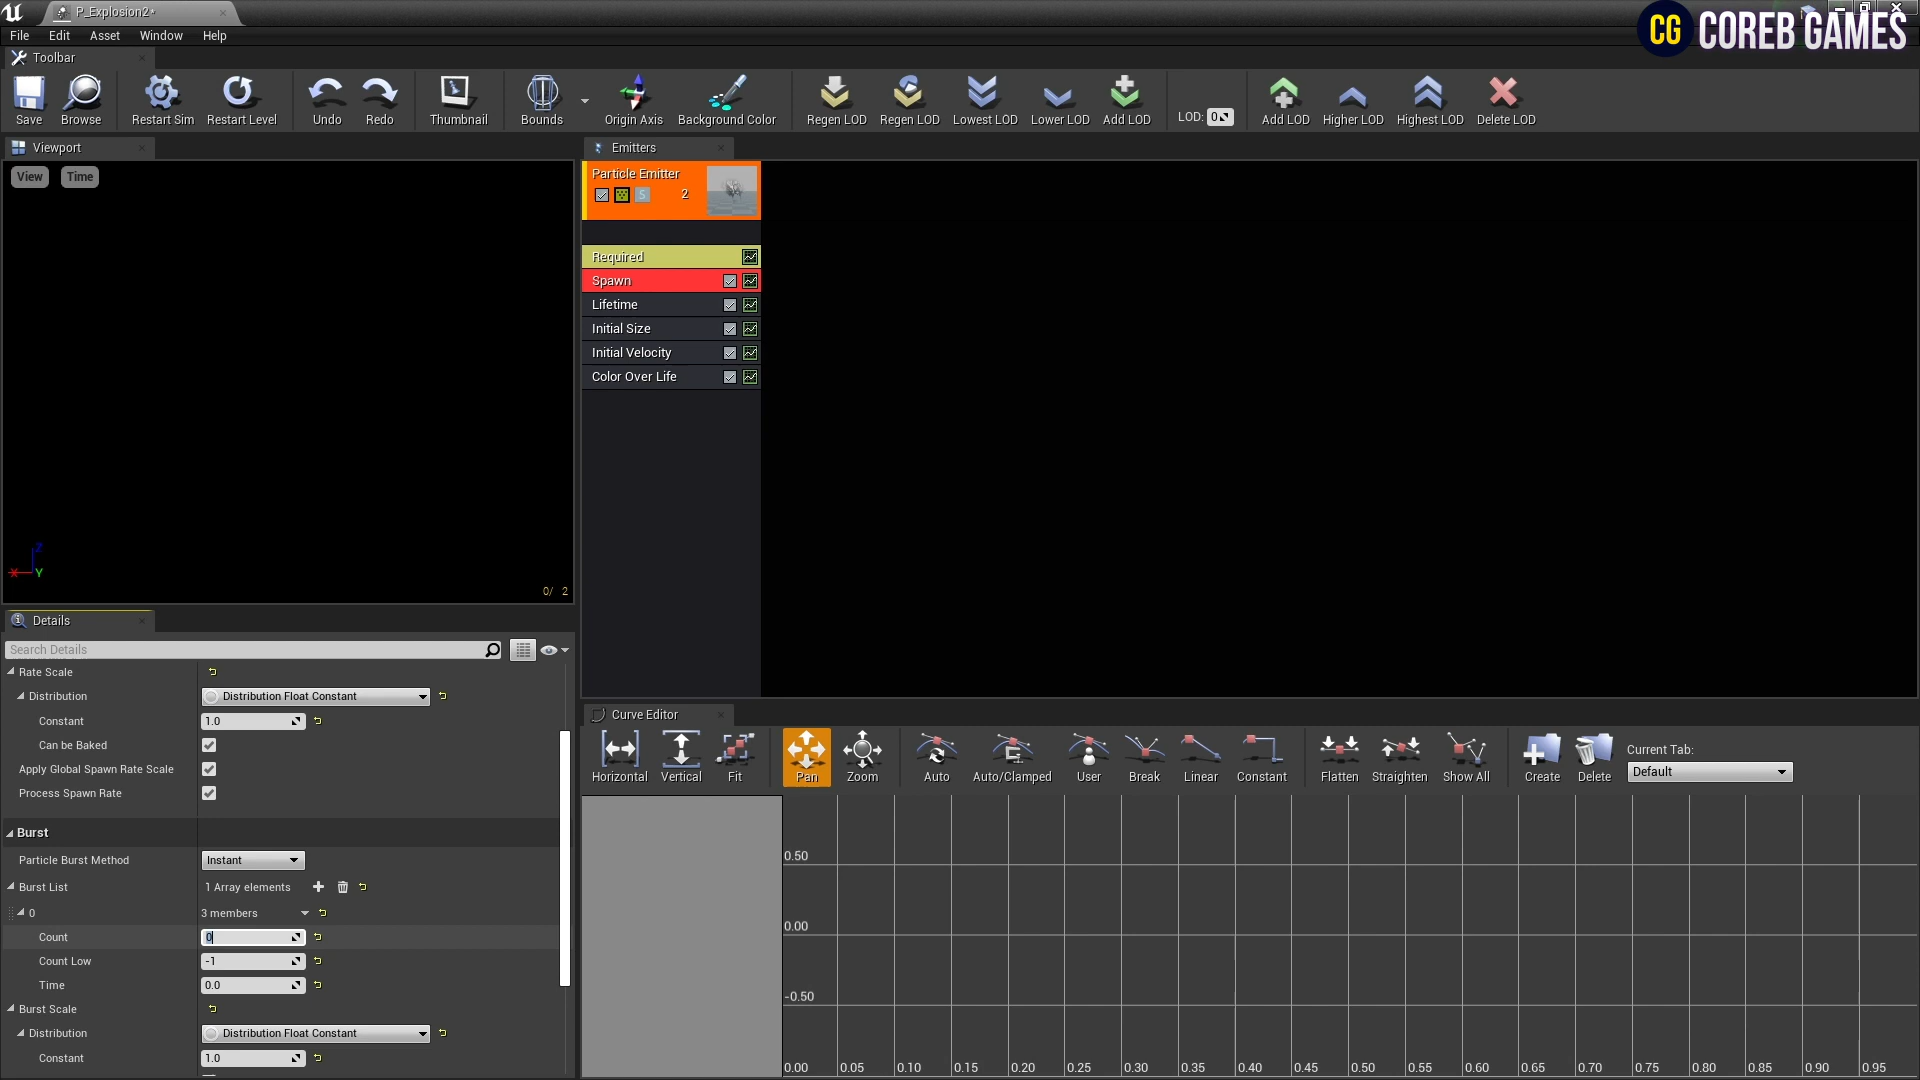 P_Explosion2*
CG COREB GAMES
File Edit Asset Window Help
Toolbar
Save Browse Restart Sim Restart Level Undo Redo Thumbnail Bounds Origin Axis Background Color Regen LOD Regen LOD Lowest LOD Lower LOD Add LOD LOD: 0 Add LOD Higher LOD Highest LOD Delete LOD
Viewport
View Time
Z
X Y
0/ 2
Emitters
Particle Emitter
S 2
Required
Spawn
Lifetime
Initial Size
Initial Velocity
Color Over Life
Details
Search Details
Rate Scale
Distribution Distribution Float Constant
Constant 1.0
Can be Baked
Apply Global Spawn Rate Scale
Process Spawn Rate
Burst
Particle Burst Method Instant
Burst List 1 Array elements
0 3 members
Count 0
Count Low -1
Time 0.0
Burst Scale
Distribution Distribution Float Constant
Constant 1.0
Curve Editor
Horizontal Vertical Fit Pan Zoom Auto Auto/Clamped User Break Linear Constant Flatten Straighten Show All Create Delete
Current Tab:
Default
0.50
0.00
-0.50
0.00 0.05 0.10 0.15 0.20 0.25 0.30 0.35 0.40 0.45 0.50 0.55 0.60 0.65 0.70 0.75 0.80 0.85 0.90 0.95